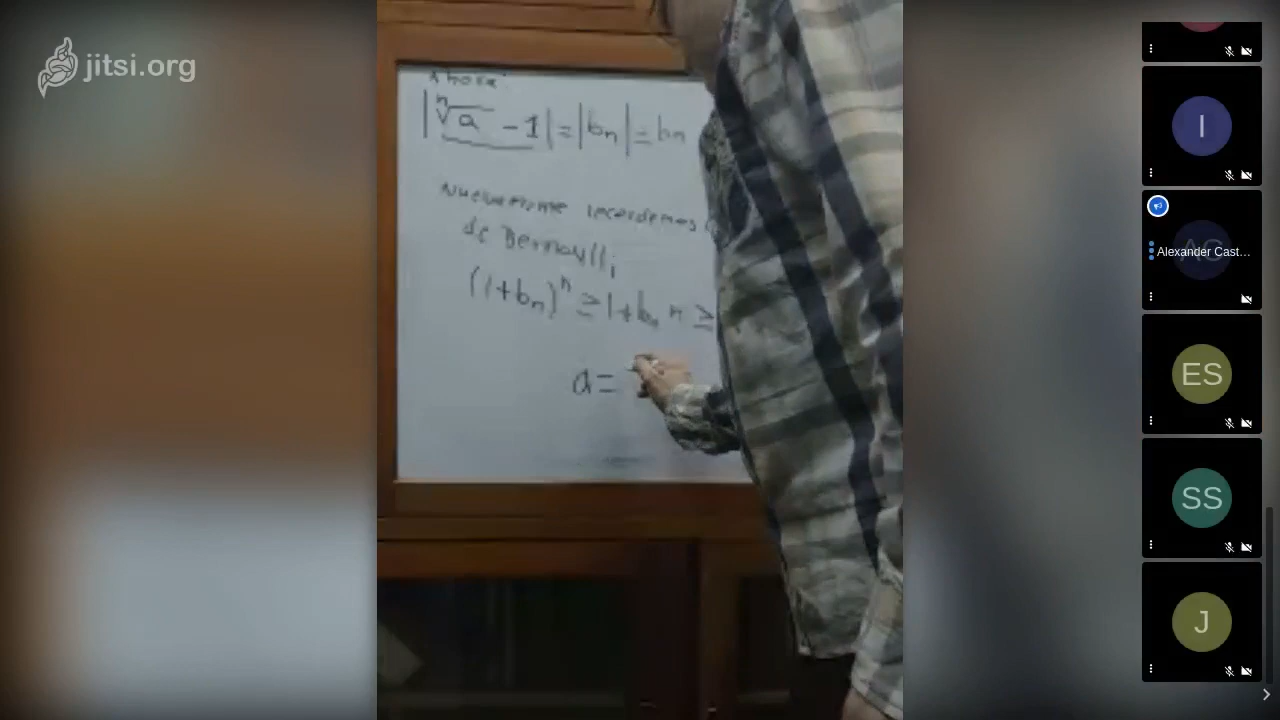 jitsi.org
Ahora:
|ⁿ√a - 1| = |bₙ| = bₙ
Nuevamente recordemos
de Bernoulli
(1+bₙ)ⁿ ≥ 1+bₙ n ≥
a =
I
Alexander Cast...
ES
SS
J